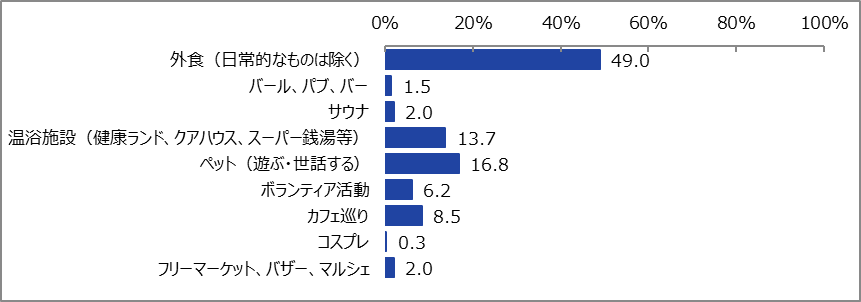 0% 20% 40% 60% 80% 100%
外食（日常的なものは除く） 49.0
バール、パブ、バー 1.5
サウナ 2.0
温浴施設（健康ランド、クアハウス、スーパー銭湯等） 13.7
ペット（遊ぶ・世話する） 16.8
ボランティア活動 6.2
カフェ巡り 8.5
コスプレ 0.3
フリーマーケット、バザー、マルシェ 2.0